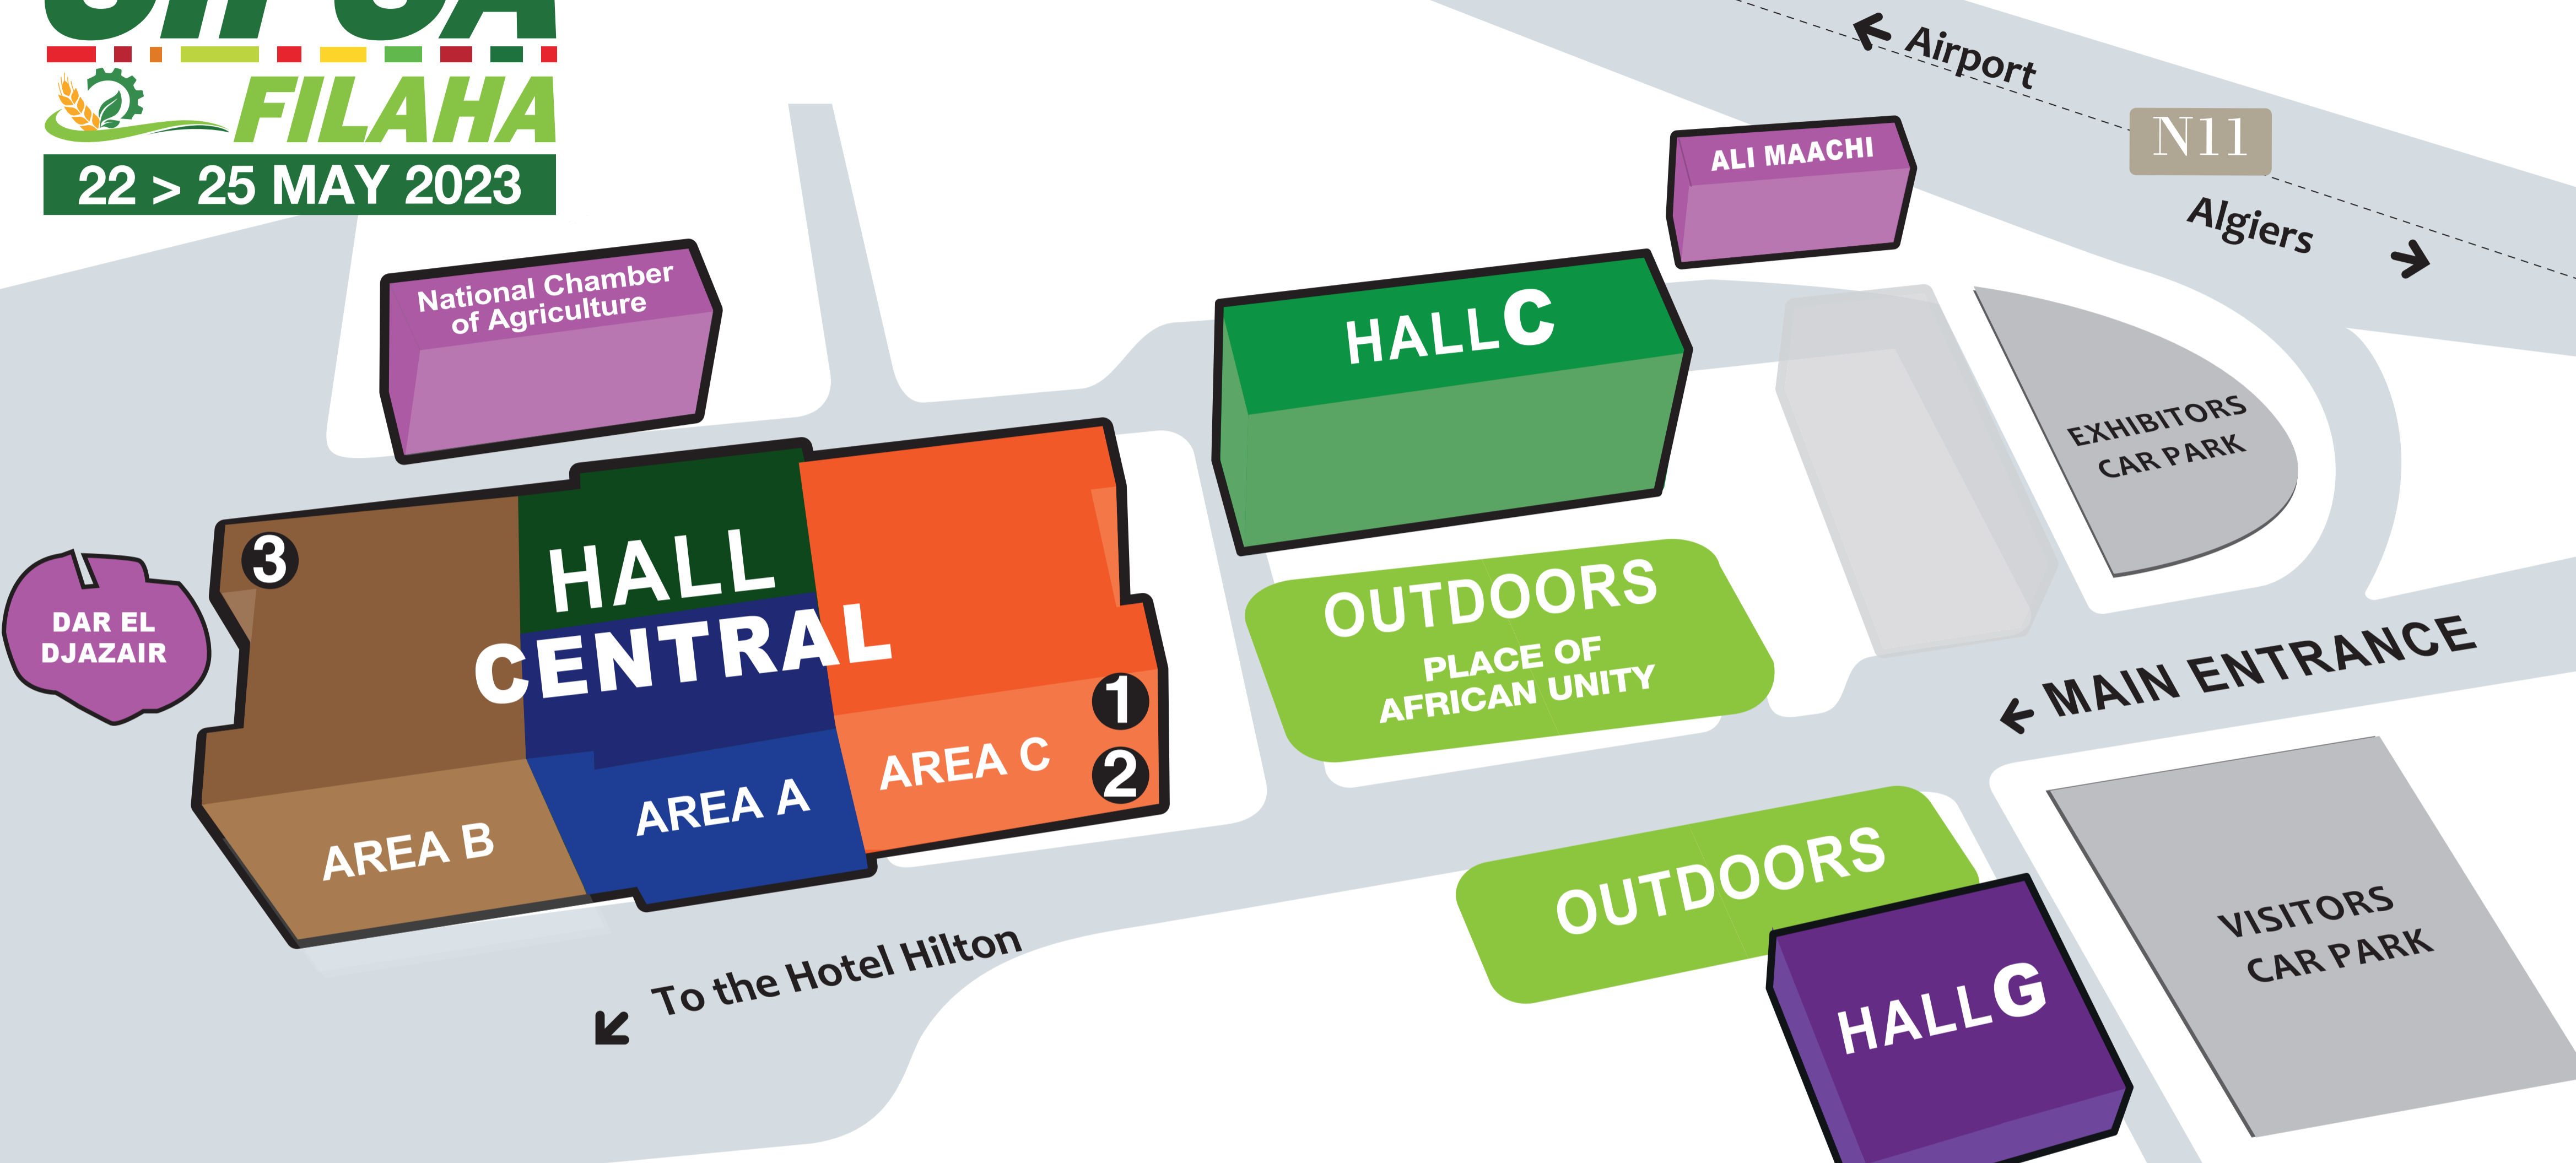 FILAHA
22 > 25 MAY 2023
← Airport
N11
Algiers →
ALI MAACHI
National Chamber
of Agriculture
HALL C
EXHIBITORS
CAR PARK
3
HALL
CENTRAL
DAR EL
DJAZAIR
OUTDOORS
PLACE OF
AFRICAN UNITY
← MAIN ENTRANCE
1
2
AREA C
AREA A
AREA B
OUTDOORS
VISITORS
CAR PARK
HALL G
To the Hotel Hilton